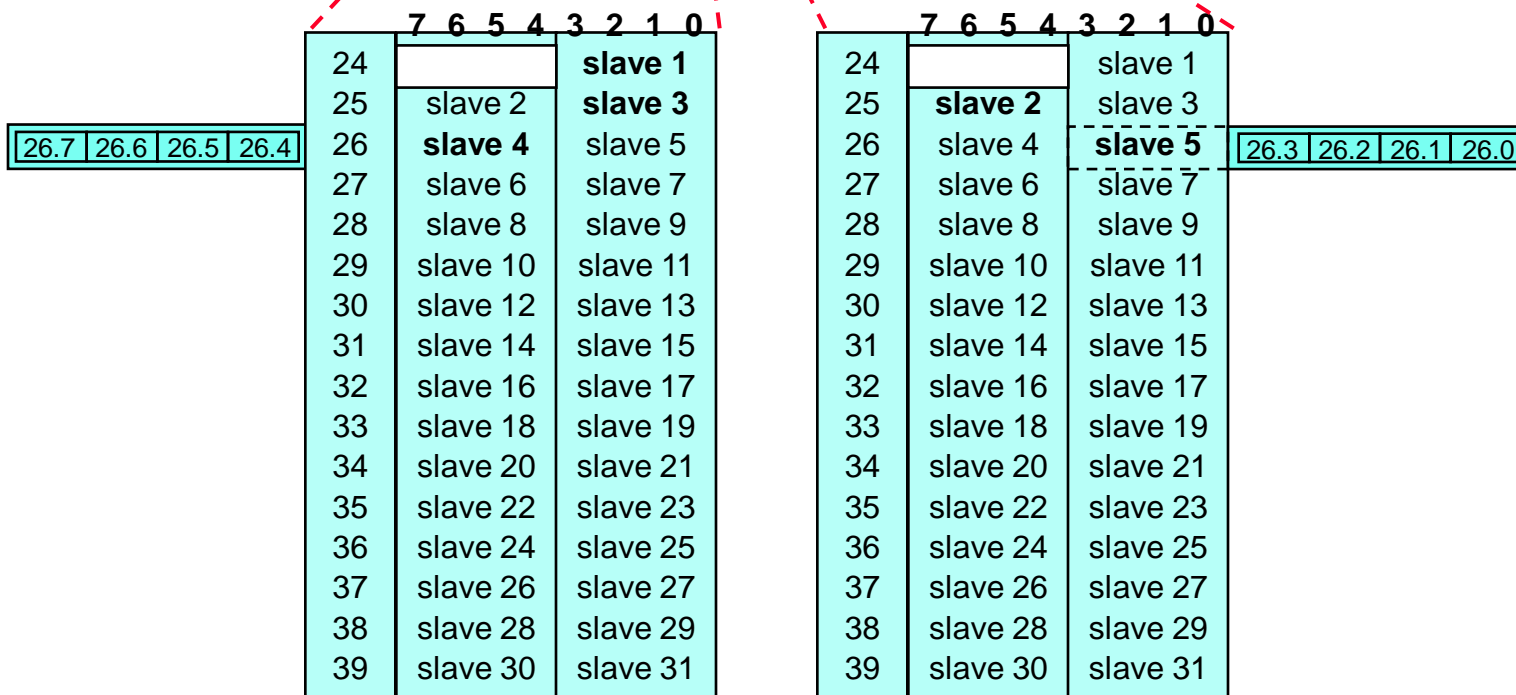 7 6 5 4 3 2 1 0 7 6 5 4 3 2 1 0
24 slave 1 24 slave 1
25 slave 2 slave 3 25 slave 2 slave 3
26.7 26.6 26.5 26.4 26 slave 4 slave 5 26 slave 4 slave 5 26.3 26.2 26.1 26.0
27 slave 6 slave 7 27 slave 6 slave 7
28 slave 8 slave 9 28 slave 8 slave 9
29 slave 10 slave 11 29 slave 10 slave 11
30 slave 12 slave 13 30 slave 12 slave 13
31 slave 14 slave 15 31 slave 14 slave 15
32 slave 16 slave 17 32 slave 16 slave 17
33 slave 18 slave 19 33 slave 18 slave 19
34 slave 20 slave 21 34 slave 20 slave 21
35 slave 22 slave 23 35 slave 22 slave 23
36 slave 24 slave 25 36 slave 24 slave 25
37 slave 26 slave 27 37 slave 26 slave 27
38 slave 28 slave 29 38 slave 28 slave 29
39 slave 30 slave 31 39 slave 30 slave 31